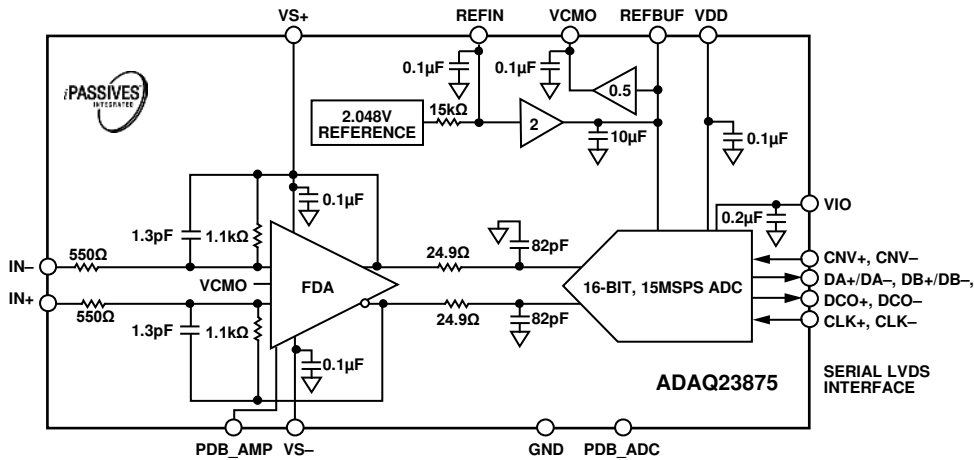 VS+ REFIN VCMO REFBUF VDD
iPASSIVES
INTEGRATED
0.1µF 0.1µF
0.5
2.048V
REFERENCE
15kΩ
2
10µF
0.1µF
0.1µF
0.2µF
VIO
1.3pF 1.1kΩ
82pF
550Ω
24.9Ω
IN–
VCMO
FDA
16-BIT, 15MSPS ADC
CNV+, CNV–
DA+/DA–, DB+/DB–,
DCO+, DCO–
CLK+, CLK–
IN+
550Ω
24.9Ω
1.3pF 1.1kΩ
82pF
0.1µF
ADAQ23875
SERIAL LVDS
INTERFACE
PDB_AMP VS– GND PDB_ADC